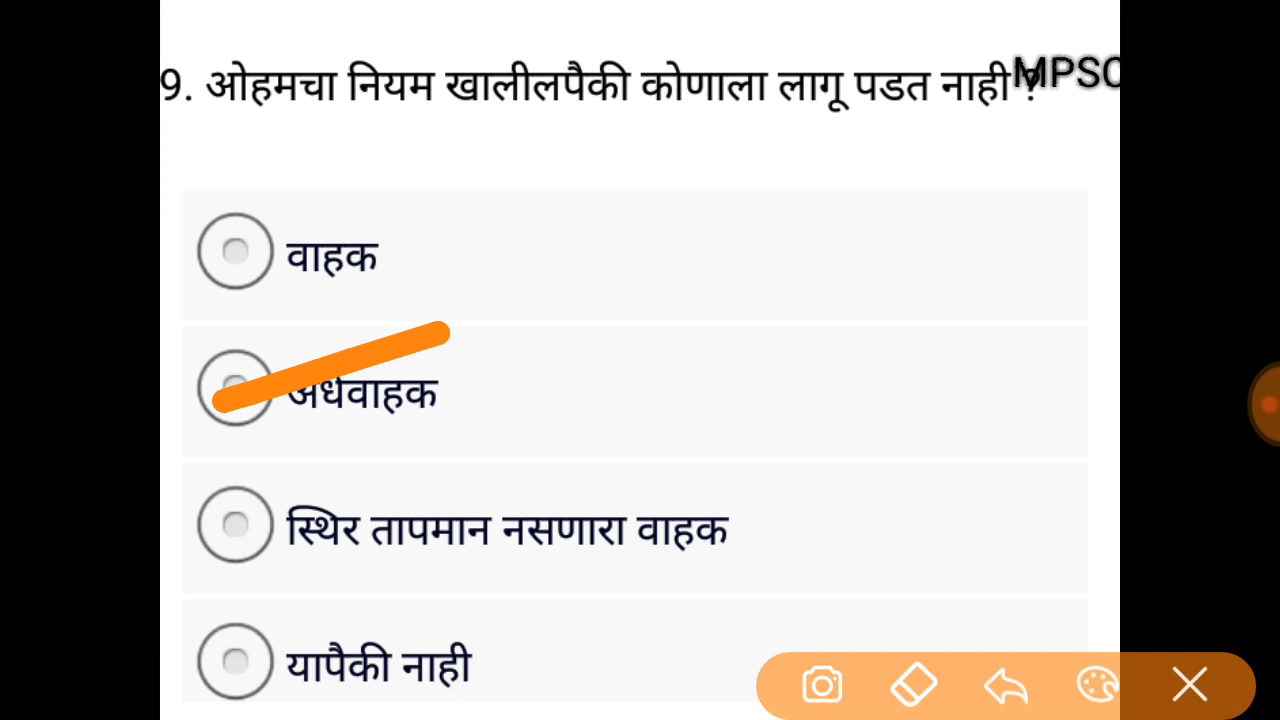 9. ओहमचा नियम खालीलपैकी कोणाला लागू पडत नाही ?
MPSC
वाहक
अर्धवाहक
स्थिर तापमान नसणारा वाहक
यापैकी नाही